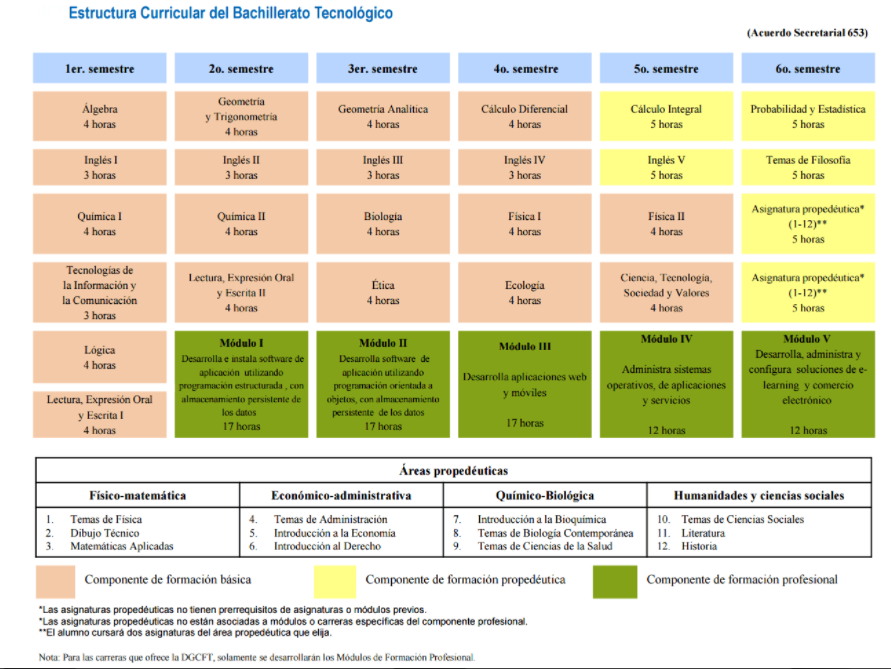 Estructura Curricular del Bachillerato Tecnológico
(Acuerdo Secretarial 653)
1er. semestre
2o. semestre
3er. semestre
4o. semestre
5o. semestre
6o. semestre
Álgebra
4 horas
Geometría
y Trigonometría
4 horas
Geometría Analítica
4 horas
Cálculo Diferencial
4 horas
Cálculo Integral
5 horas
Probabilidad y Estadística
5 horas
Inglés I
3 horas
Inglés II
3 horas
Inglés III
3 horas
Inglés IV
3 horas
Inglés V
5 horas
Temas de Filosofía
5 horas
Química I
4 horas
Química II
4 horas
Biología
4 horas
Física I
4 horas
Física II
4 horas
Asignatura propedéutica*
(1-12)**
5 horas
Tecnologías de
la Información y
la Comunicación
3 horas
Lectura, Expresión Oral
y Escrita II
4 horas
Ética
4 horas
Ecología
4 horas
Ciencia, Tecnología,
Sociedad y Valores
4 horas
Asignatura propedéutica*
(1-12)**
5 horas
Lógica
4 horas
Lectura, Expresión Oral
y Escrita I
4 horas
Módulo I
Desarrolla e instala software de
aplicación utilizando
programación estructurada , con
almacenamiento persistente de
los datos
17 horas
Módulo II
Desarrolla software de
aplicación utilizando
programación orientada a
objetos, con almacenamiento
persistente de los datos
17 horas
Módulo III
Desarrolla aplicaciones web
y móviles
17 horas
Módulo IV
Administra sistemas
operativos, de aplicaciones
y servicios
12 horas
Módulo V
Desarrolla, administra y
configura soluciones de e-
learning y comercio
electrónico
12 horas
Áreas propedéuticas
Físico-matemática
Económico-administrativa
Químico-Biológica
Humanidades y ciencias sociales
1. Temas de Física
2. Dibujo Técnico
3. Matemáticas Aplicadas
4. Temas de Administración
5. Introducción a la Economía
6. Introducción al Derecho
7. Introducción a la Bioquímica
8. Temas de Biología Contemporánea
9. Temas de Ciencias de la Salud
10. Temas de Ciencias Sociales
11. Literatura
12. Historia
Componente de formación básica
Componente de formación propedéutica
Componente de formación profesional
*Las asignaturas propedéuticas no tienen prerrequisitos de asignaturas o módulos previos.
*Las asignaturas propedéuticas no están asociadas a módulos o carreras específicas del componente profesional.
**El alumno cursará dos asignaturas del área propedéutica que elija.
Nota: Para las carreras que ofrece la DGCFT, solamente se desarrollarán los Módulos de Formación Profesional.